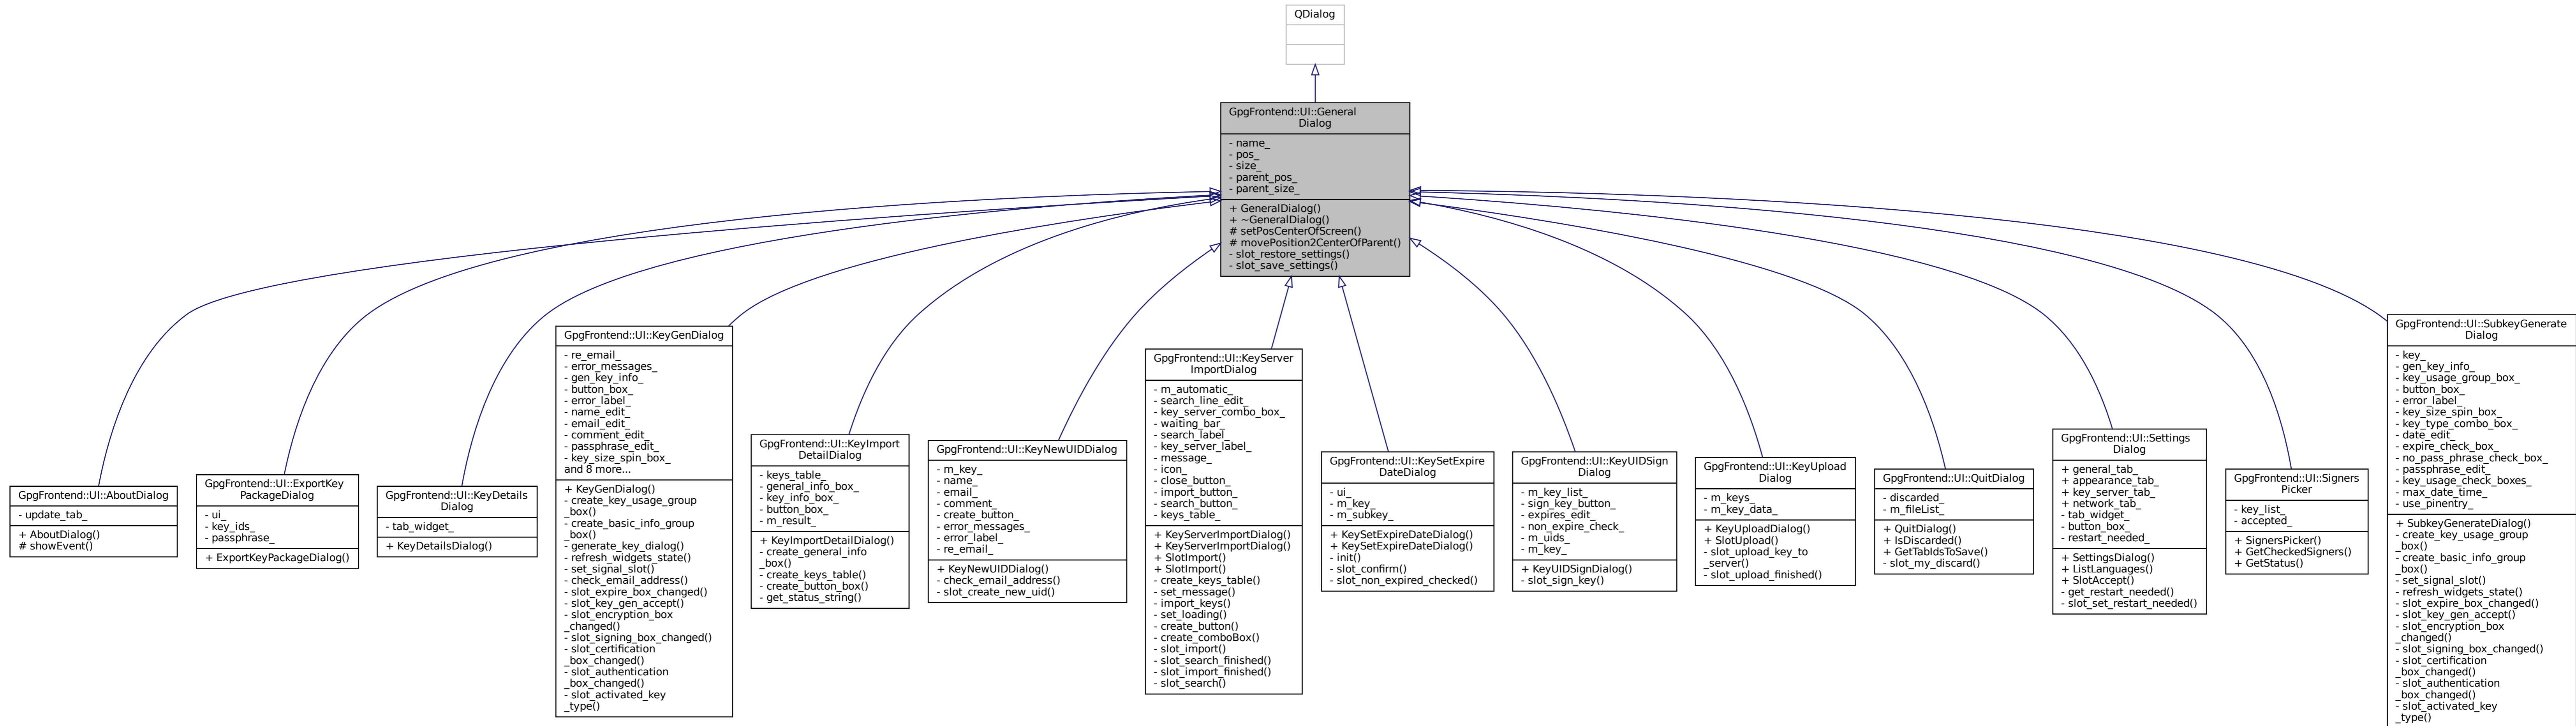 QDialog
GpgFrontend::UI::General
Dialog
- name_
- pos_
- size_
- parent_pos_
- parent_size_
+ GeneralDialog()
+ ~GeneralDialog()
# setPosCenterOfScreen()
# movePosition2CenterOfParent()
- slot_restore_settings()
- slot_save_settings()
GpgFrontend::UI::AboutDialog
- update_tab_
+ AboutDialog()
# showEvent()
GpgFrontend::UI::ExportKey
PackageDialog
- ui_
- key_ids_
- passphrase_
+ ExportKeyPackageDialog()
GpgFrontend::UI::KeyDetails
Dialog
- tab_widget_
+ KeyDetailsDialog()
GpgFrontend::UI::KeyGenDialog
- re_email_
- error_messages_
- gen_key_info_
- button_box_
- error_label_
- name_edit_
- email_edit_
- comment_edit_
- passphrase_edit_
- key_size_spin_box_
and 8 more...
+ KeyGenDialog()
- create_key_usage_group
_box()
- create_basic_info_group
_box()
- generate_key_dialog()
- refresh_widgets_state()
- set_signal_slot()
- check_email_address()
- slot_expire_box_changed()
- slot_key_gen_accept()
- slot_encryption_box
_changed()
- slot_signing_box_changed()
- slot_certification
_box_changed()
- slot_authentication
_box_changed()
- slot_activated_key
_type()
GpgFrontend::UI::KeyImport
DetailDialog
- keys_table_
- general_info_box_
- key_info_box_
- button_box_
- m_result_
+ KeyImportDetailDialog()
- create_general_info
_box()
- create_keys_table()
- create_button_box()
- get_status_string()
GpgFrontend::UI::KeyNewUIDDialog
- m_key_
- name_
- email_
- comment_
- create_button_
- error_messages_
- error_label_
- re_email_
+ KeyNewUIDDialog()
- check_email_address()
- slot_create_new_uid()
GpgFrontend::UI::KeyServer
ImportDialog
- m_automatic_
- search_line_edit_
- key_server_combo_box_
- waiting_bar_
- search_label_
- key_server_label_
- message_
- icon_
- close_button_
- import_button_
- search_button_
- keys_table_
+ KeyServerImportDialog()
+ KeyServerImportDialog()
+ SlotImport()
+ SlotImport()
- create_keys_table()
- set_message()
- import_keys()
- set_loading()
- create_button()
- create_comboBox()
- slot_import()
- slot_search_finished()
- slot_import_finished()
- slot_search()
GpgFrontend::UI::KeySetExpire
DateDialog
- ui_
- m_key_
- m_subkey_
+ KeySetExpireDateDialog()
+ KeySetExpireDateDialog()
- init()
- slot_confirm()
- slot_non_expired_checked()
GpgFrontend::UI::KeyUIDSign
Dialog
- m_key_list_
- sign_key_button_
- expires_edit_
- non_expire_check_
- m_uids_
- m_key_
+ KeyUIDSignDialog()
- slot_sign_key()
GpgFrontend::UI::KeyUpload
Dialog
- m_keys_
- m_key_data_
+ KeyUploadDialog()
+ SlotUpload()
- slot_upload_key_to
_server()
- slot_upload_finished()
GpgFrontend::UI::QuitDialog
- discarded_
- m_fileList_
+ QuitDialog()
+ IsDiscarded()
+ GetTabIdsToSave()
- slot_my_discard()
GpgFrontend::UI::Settings
Dialog
+ general_tab_
+ appearance_tab_
+ key_server_tab_
+ network_tab_
- tab_widget_
- button_box_
- restart_needed_
+ SettingsDialog()
+ ListLanguages()
+ SlotAccept()
- get_restart_needed()
- slot_set_restart_needed()
GpgFrontend::UI::Signers
Picker
- key_list_
- accepted_
+ SignersPicker()
+ GetCheckedSigners()
+ GetStatus()
GpgFrontend::UI::SubkeyGenerate
Dialog
- key_
- gen_key_info_
- key_usage_group_box_
- button_box_
- error_label_
- key_size_spin_box_
- key_type_combo_box_
- date_edit_
- expire_check_box_
- no_pass_phrase_check_box_
- passphrase_edit_
- key_usage_check_boxes_
- max_date_time_
- use_pinentry_
+ SubkeyGenerateDialog()
- create_key_usage_group
_box()
- create_basic_info_group
_box()
- set_signal_slot()
- refresh_widgets_state()
- slot_expire_box_changed()
- slot_key_gen_accept()
- slot_encryption_box
_changed()
- slot_signing_box_changed()
- slot_certification
_box_changed()
- slot_authentication
_box_changed()
- slot_activated_key
_type()